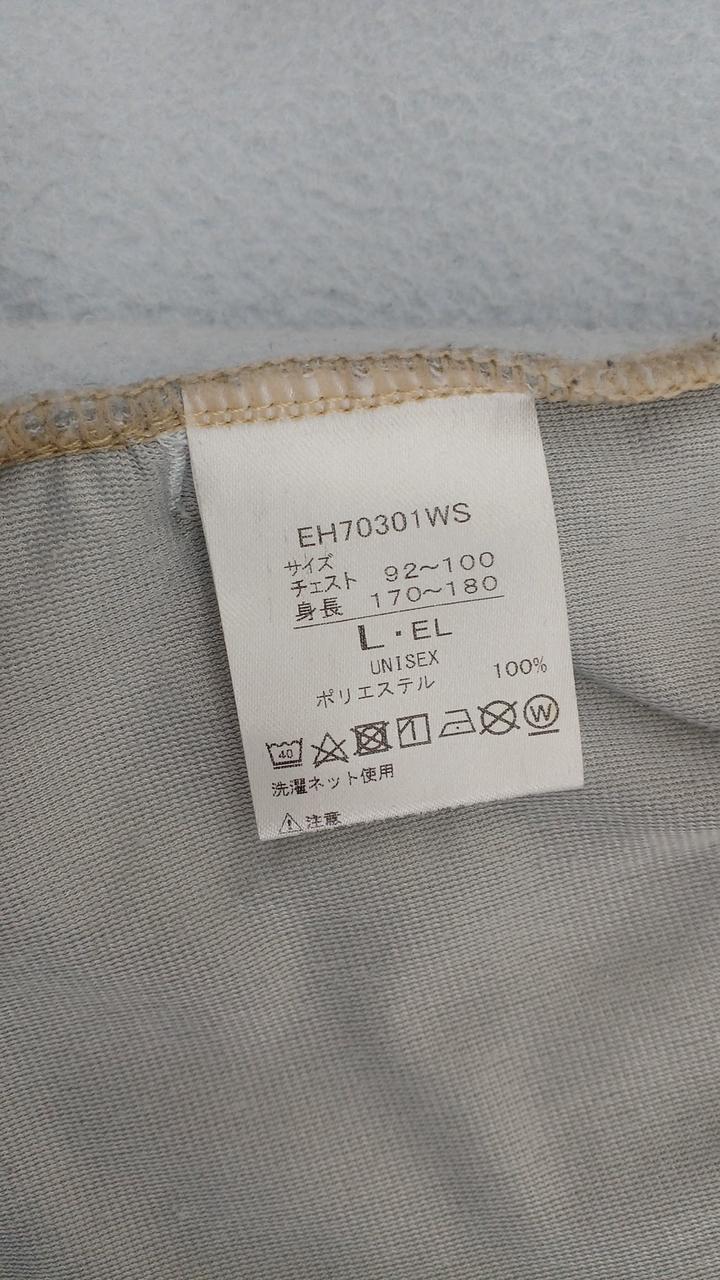 EH70301WS
サイズ
チェスト 92～100
身長 170～180
L・EL
UNISEX
ポリエステル 100%
40
W
洗濯ネット使用
注意